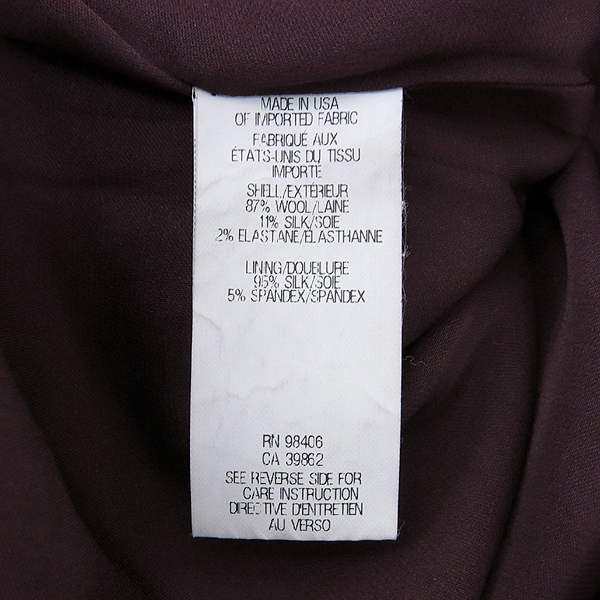 MADE IN USA
OF IMPORTED FABRIC
FABRIQUÉ AUX
ÉTATS-UNIS DU TISSU
IMPORTE
SHELL/EXTÉRIEUR
87% WOOL/LAINE
11% SILK/SOIE
2% ELASTANE/ÉLASTHANNE
LINING/DOUBLURE
95% SILK/SOIE
5% SPANDEX/SPANDEX
RN 98406
CA 39862
SEE REVERSE SIDE FOR
CARE INSTRUCTION
DIRECTIVE D'ENTRETIEN
AU VERSO